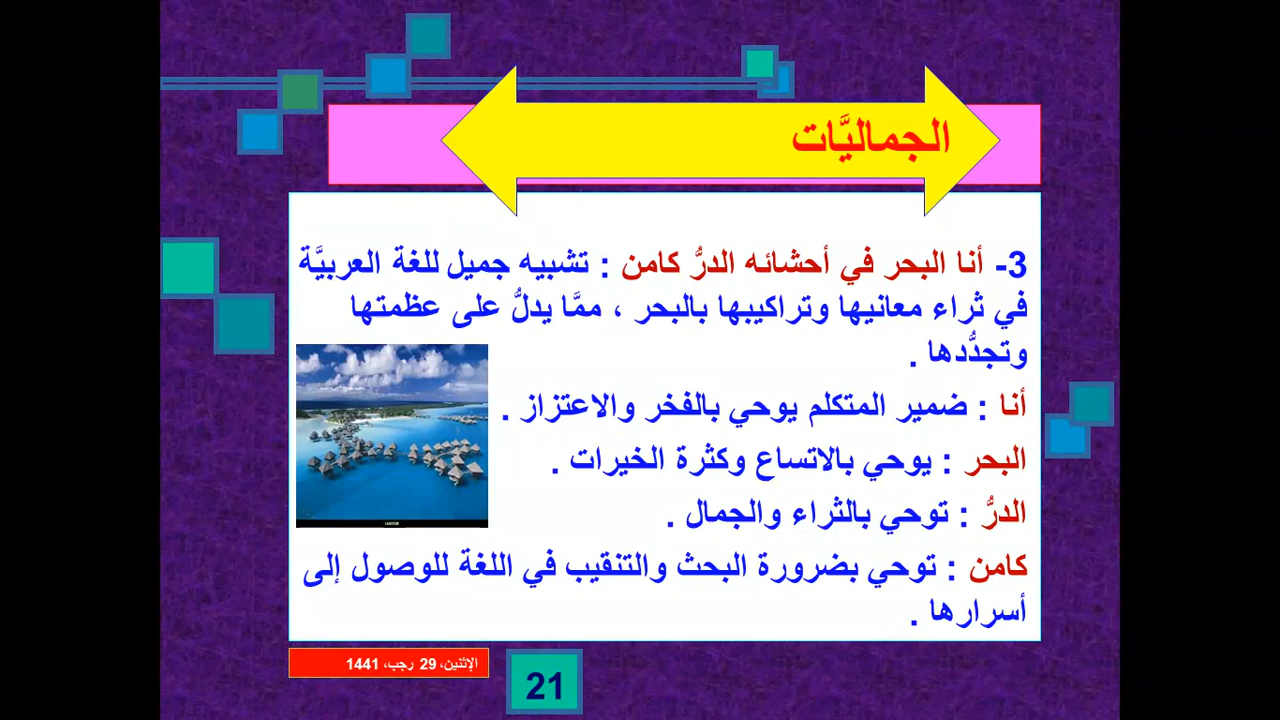 الجماليَّات
3- أنا البحر في أحشائه الدرُّ كامن : تشبيه جميل للغة العربيَّة
في ثراء معانيها وتراكيبها بالبحر ، ممَّا يدلُّ على عظمتها
وتجدُّدها .
أنا : ضمير المتكلم يوحي بالفخر والاعتزاز .
البحر : يوحي بالاتساع وكثرة الخيرات .
الدرُّ : توحي بالثراء والجمال .
كامن : توحي بضرورة البحث والتنقيب في اللغة للوصول إلى
أسرارها .
الإثنين، 29 رجب، 1441
21